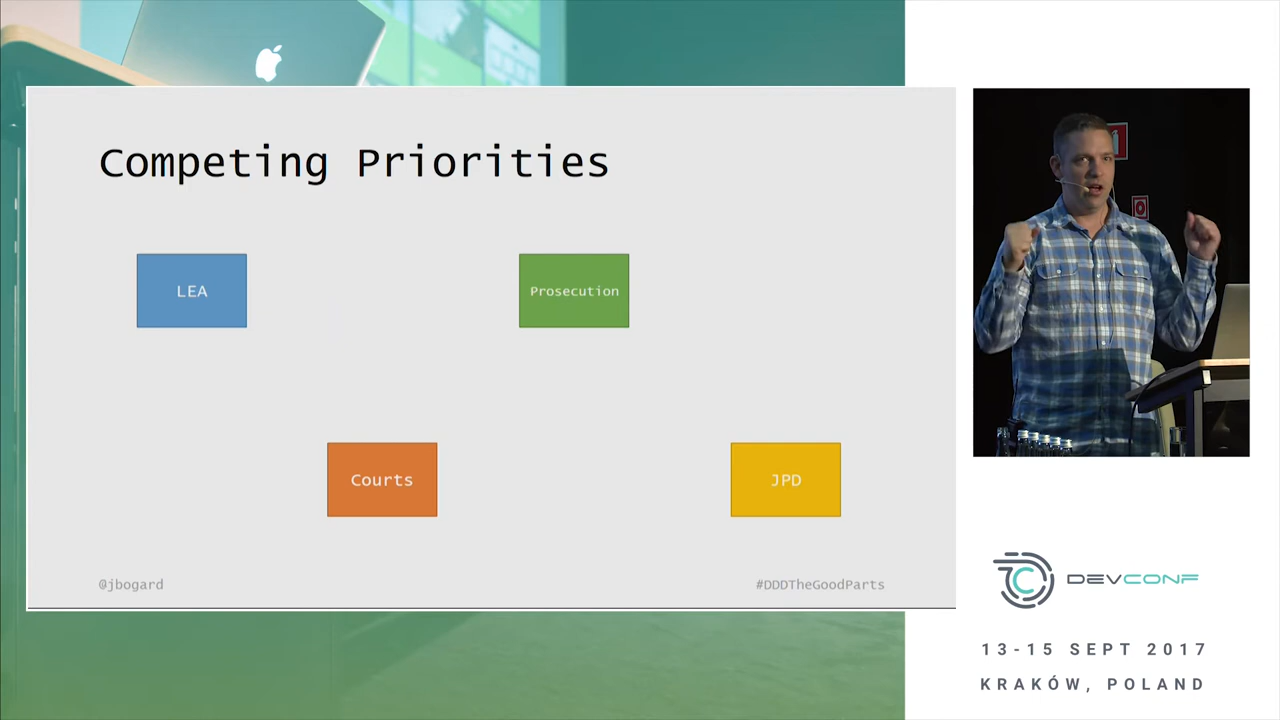 Competing Priorities
LEA
Prosecution
Courts
JPD
@jbogard
#DDDTheGoodParts
DEVCONF
13-15 SEPT 2017
KRAKÓW, POLAND